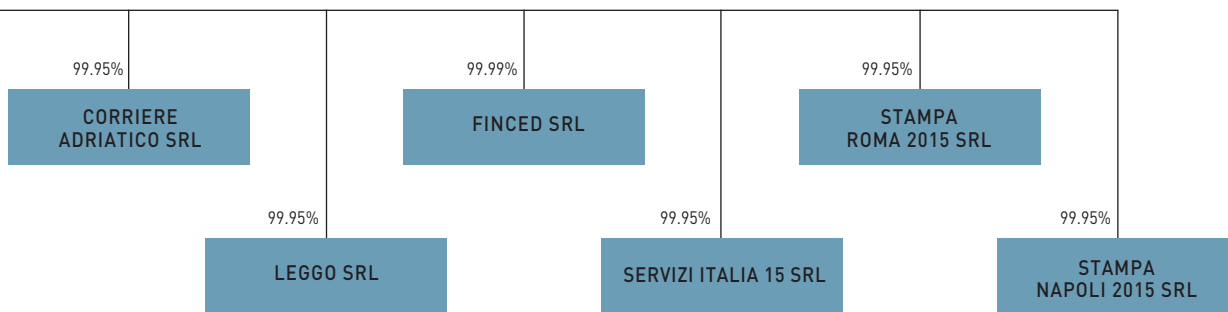 99.95%
CORRIERE
ADRIATICO SRL
99.99%
FINCED SRL
99.95%
STAMPA
ROMA 2015 SRL
99.95%
LEGGO SRL
99.95%
SERVIZI ITALIA 15 SRL
99.95%
STAMPA
NAPOLI 2015 SRL